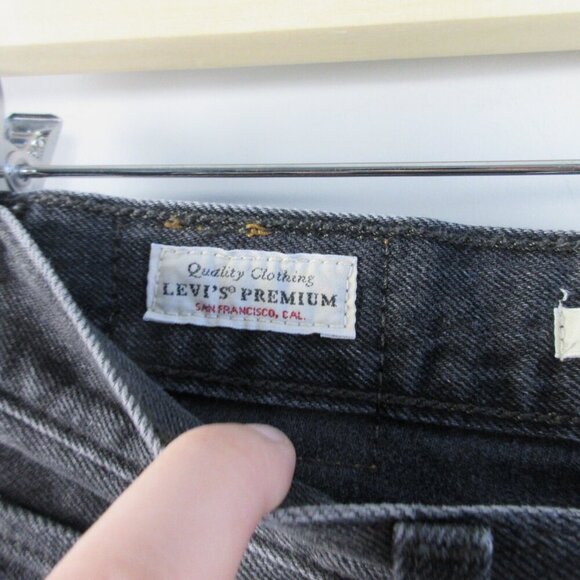 Quality Clothing
LEVI'S® PREMIUM
SAN FRANCISCO, CAL.